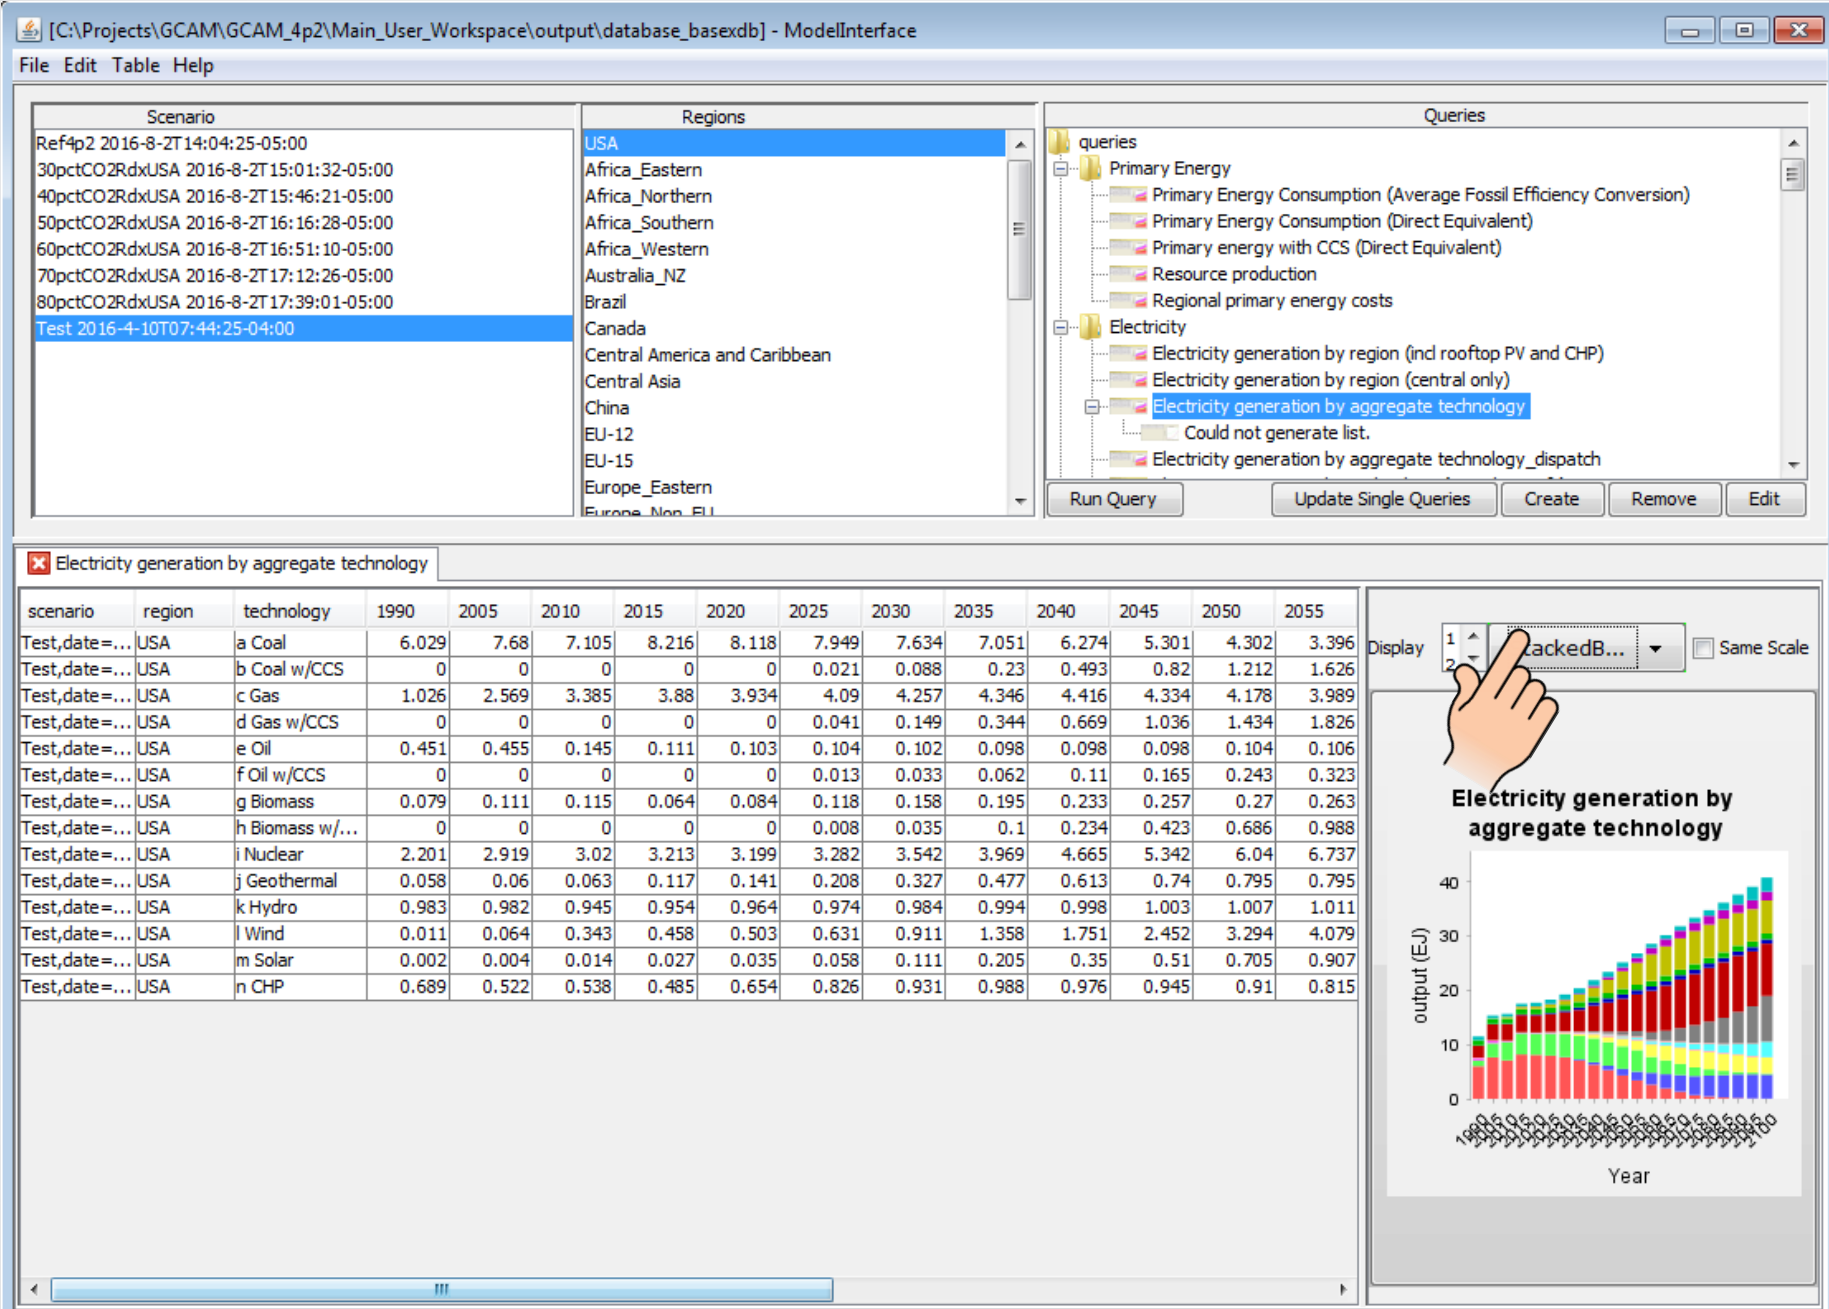 [C:\Projects\GCAM\GCAM_4p2\Main_User_Workspace\output\database_basexdb] - ModelInterface
File Edit Table Help
Scenario
Ref4p2 2016-8-2T14:04:25-05:00
30pctCO2RdxUSA 2016-8-2T15:01:32-05:00
40pctCO2RdxUSA 2016-8-2T15:46:21-05:00
50pctCO2RdxUSA 2016-8-2T16:16:28-05:00
60pctCO2RdxUSA 2016-8-2T16:51:10-05:00
70pctCO2RdxUSA 2016-8-2T17:12:26-05:00
80pctCO2RdxUSA 2016-8-2T17:39:01-05:00
Test 2016-4-10T07:44:25-04:00
Regions
USA
Africa_Eastern
Africa_Northern
Africa_Southern
Africa_Western
Australia_NZ
Brazil
Canada
Central America and Caribbean
Central Asia
China
EU-12
EU-15
Europe_Eastern
Europe_Non_EU
Queries
queries
Primary Energy
Primary Energy Consumption (Average Fossil Efficiency Conversion)
Primary Energy Consumption (Direct Equivalent)
Primary energy with CCS (Direct Equivalent)
Resource production
Regional primary energy costs
Electricity
Electricity generation by region (incl rooftop PV and CHP)
Electricity generation by region (central only)
Electricity generation by aggregate technology
Could not generate list.
Electricity generation by aggregate technology_dispatch
Run Query Update Single Queries Create Remove Edit
Electricity generation by aggregate technology
scenario region technology 1990 2005 2010 2015 2020 2025 2030 2035 2040 2045 2050 2055
Test,date=... USA a Coal 6.029 7.68 7.105 8.216 8.118 7.949 7.634 7.051 6.274 5.301 4.302 3.396
Test,date=... USA b Coal w/CCS 0 0 0 0 0 0.021 0.088 0.23 0.493 0.82 1.212 1.626
Test,date=... USA c Gas 1.026 2.569 3.385 3.88 3.934 4.09 4.257 4.346 4.416 4.334 4.178 3.989
Test,date=... USA d Gas w/CCS 0 0 0 0 0 0.041 0.149 0.344 0.669 1.036 1.434 1.826
Test,date=... USA e Oil 0.451 0.455 0.145 0.111 0.103 0.104 0.102 0.098 0.098 0.098 0.104 0.106
Test,date=... USA f Oil w/CCS 0 0 0 0 0 0.013 0.033 0.062 0.11 0.165 0.243 0.323
Test,date=... USA g Biomass 0.079 0.111 0.115 0.064 0.084 0.118 0.158 0.195 0.233 0.257 0.27 0.263
Test,date=... USA h Biomass w/... 0 0 0 0 0 0.008 0.035 0.1 0.234 0.423 0.686 0.988
Test,date=... USA i Nuclear 2.201 2.919 3.02 3.213 3.199 3.282 3.542 3.969 4.665 5.342 6.04 6.737
Test,date=... USA j Geothermal 0.058 0.06 0.063 0.117 0.141 0.208 0.327 0.477 0.613 0.74 0.795 0.795
Test,date=... USA k Hydro 0.983 0.982 0.945 0.954 0.964 0.974 0.984 0.994 0.998 1.003 1.007 1.011
Test,date=... USA l Wind 0.011 0.064 0.343 0.458 0.503 0.631 0.911 1.358 1.751 2.452 3.294 4.079
Test,date=... USA m Solar 0.002 0.004 0.014 0.027 0.035 0.058 0.111 0.205 0.35 0.51 0.705 0.907
Test,date=... USA n CHP 0.689 0.522 0.538 0.485 0.654 0.826 0.931 0.988 0.976 0.945 0.91 0.815
Display 1 2 tackedB... Same Scale
Electricity generation by
aggregate technology
output (EJ)
40
30
20
10
0
1990 2005 2010 2015 2020 2025 2030 2035 2040 2045 2050 2055 2060 2065 2070 2075 2080 2085 2090 2095 2100
Year